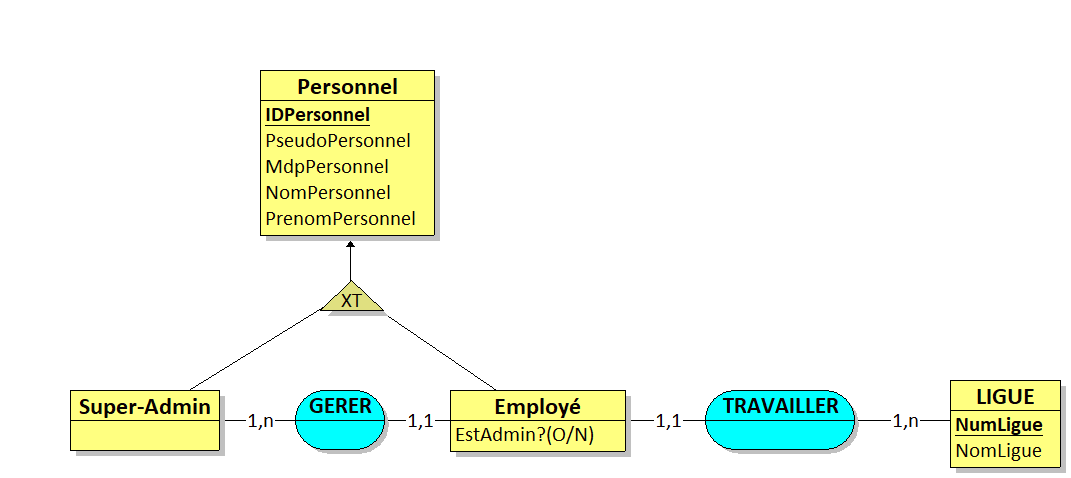 Personnel
IDPersonnel
PseudoPersonnel
MdpPersonnel
NomPersonnel
PrenomPersonnel
XT
Super-Admin
1,n
GERER
1,1
Employé
EstAdmin?(O/N)
1,1
TRAVAILLER
1,n
LIGUE
NumLigue
NomLigue